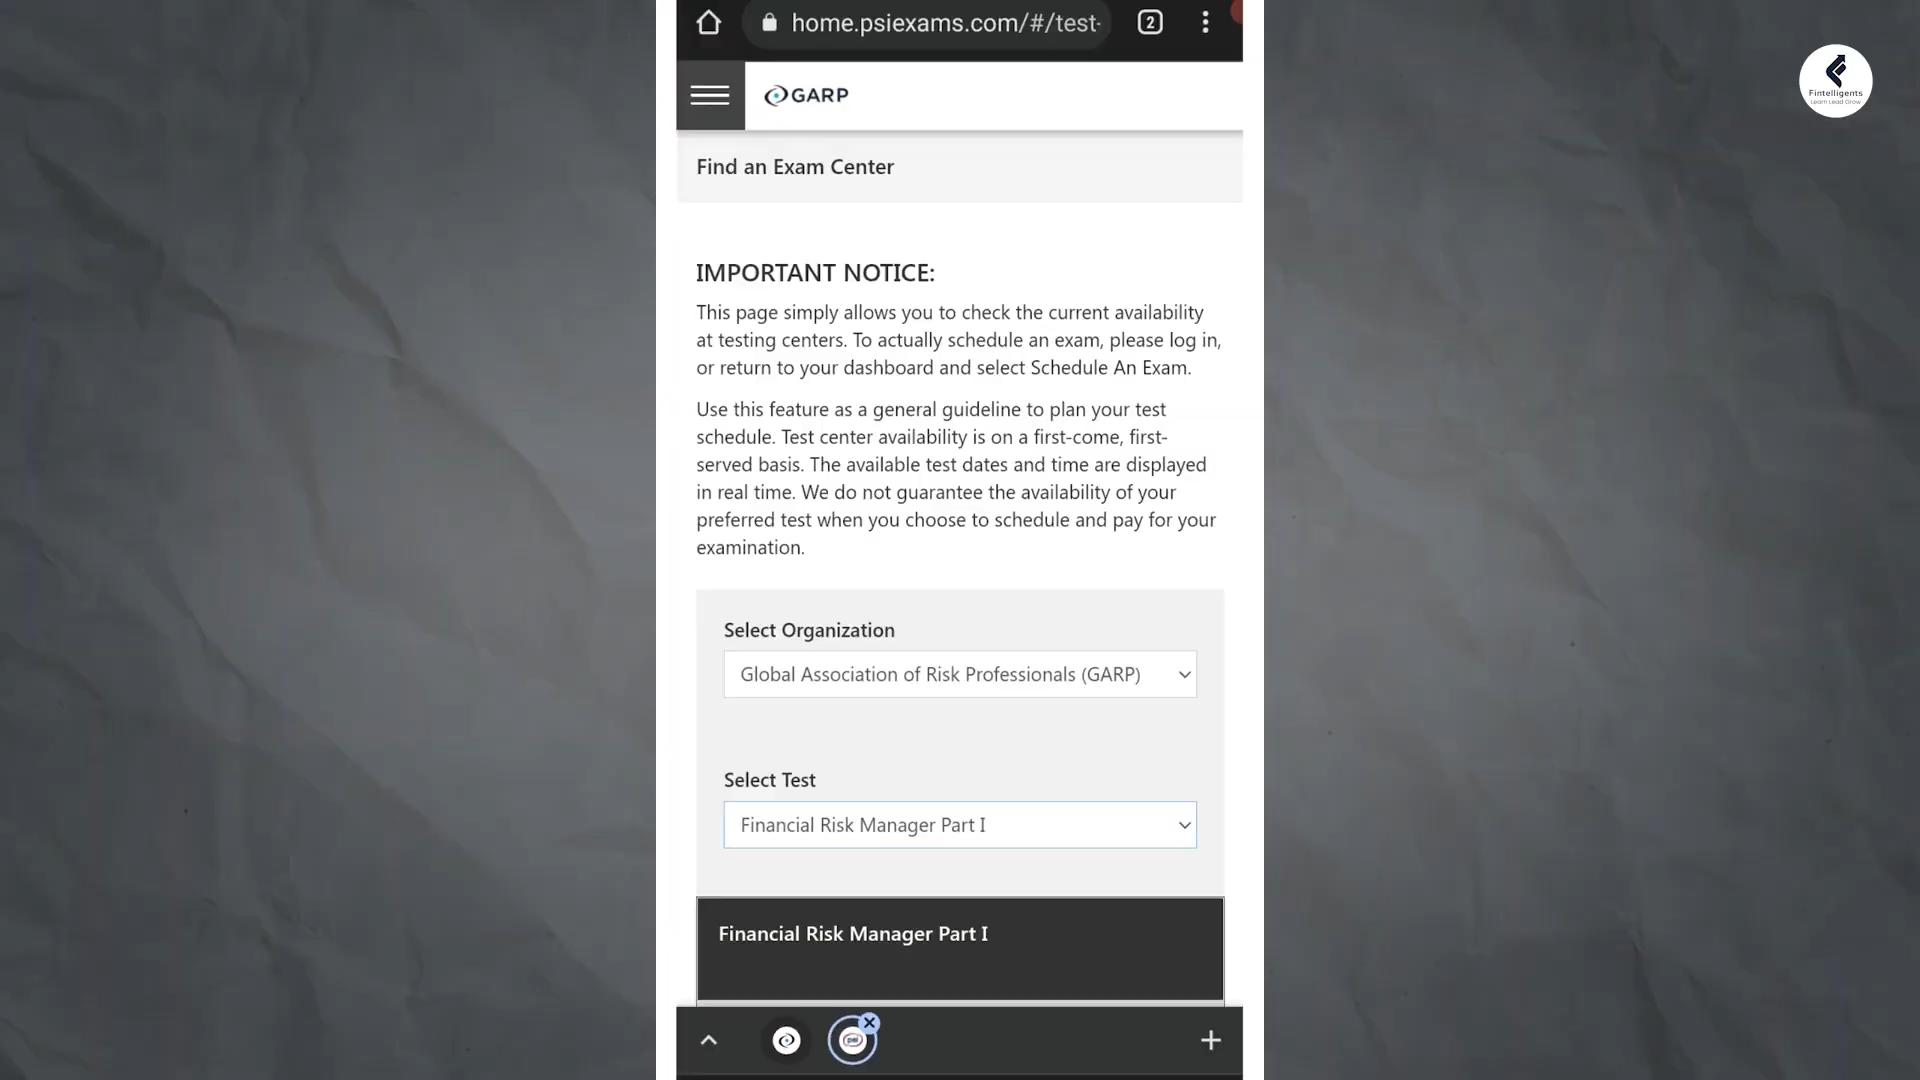 home.psiexams.com/#/test-
2
GARP
Fintelligents
Learn Lead Grow
Find an Exam Center
IMPORTANT NOTICE:
This page simply allows you to check the current availability
at testing centers. To actually schedule an exam, please log in,
or return to your dashboard and select Schedule An Exam.
Use this feature as a general guideline to plan your test
schedule. Test center availability is on a first-come, first-
served basis. The available test dates and time are displayed
in real time. We do not guarantee the availability of your
preferred test when you choose to schedule and pay for your
examination.
Select Organization
Global Association of Risk Professionals (GARP)
Select Test
Financial Risk Manager Part I
Financial Risk Manager Part I
psi